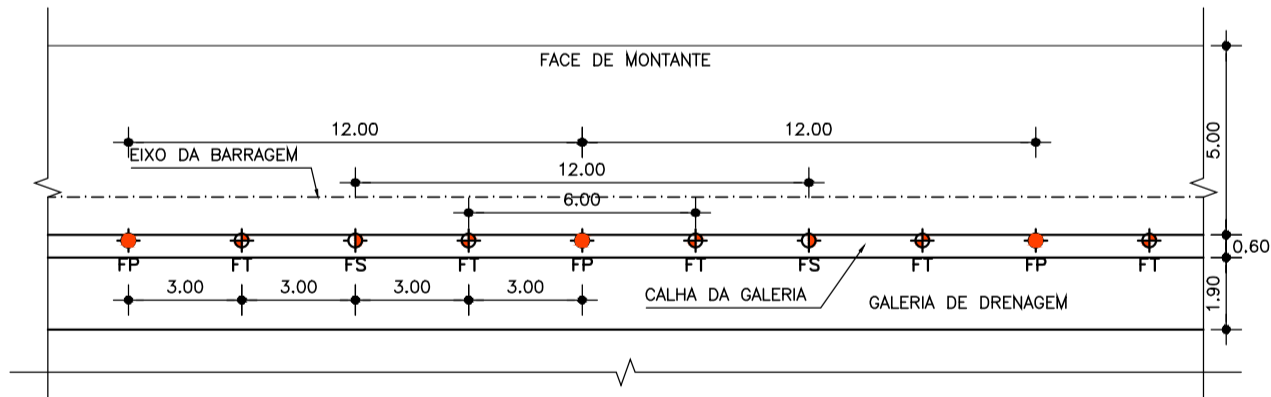 FACE DE MONTANTE
12.00 12.00
EIXO DA BARRAGEM
12.00
5.00
6.00
0.60
FP FT FS FT FP FT FS FT FP FT
3.00 3.00 3.00 3.00
CALHA DA GALERIA
GALERIA DE DRENAGEM
1.90